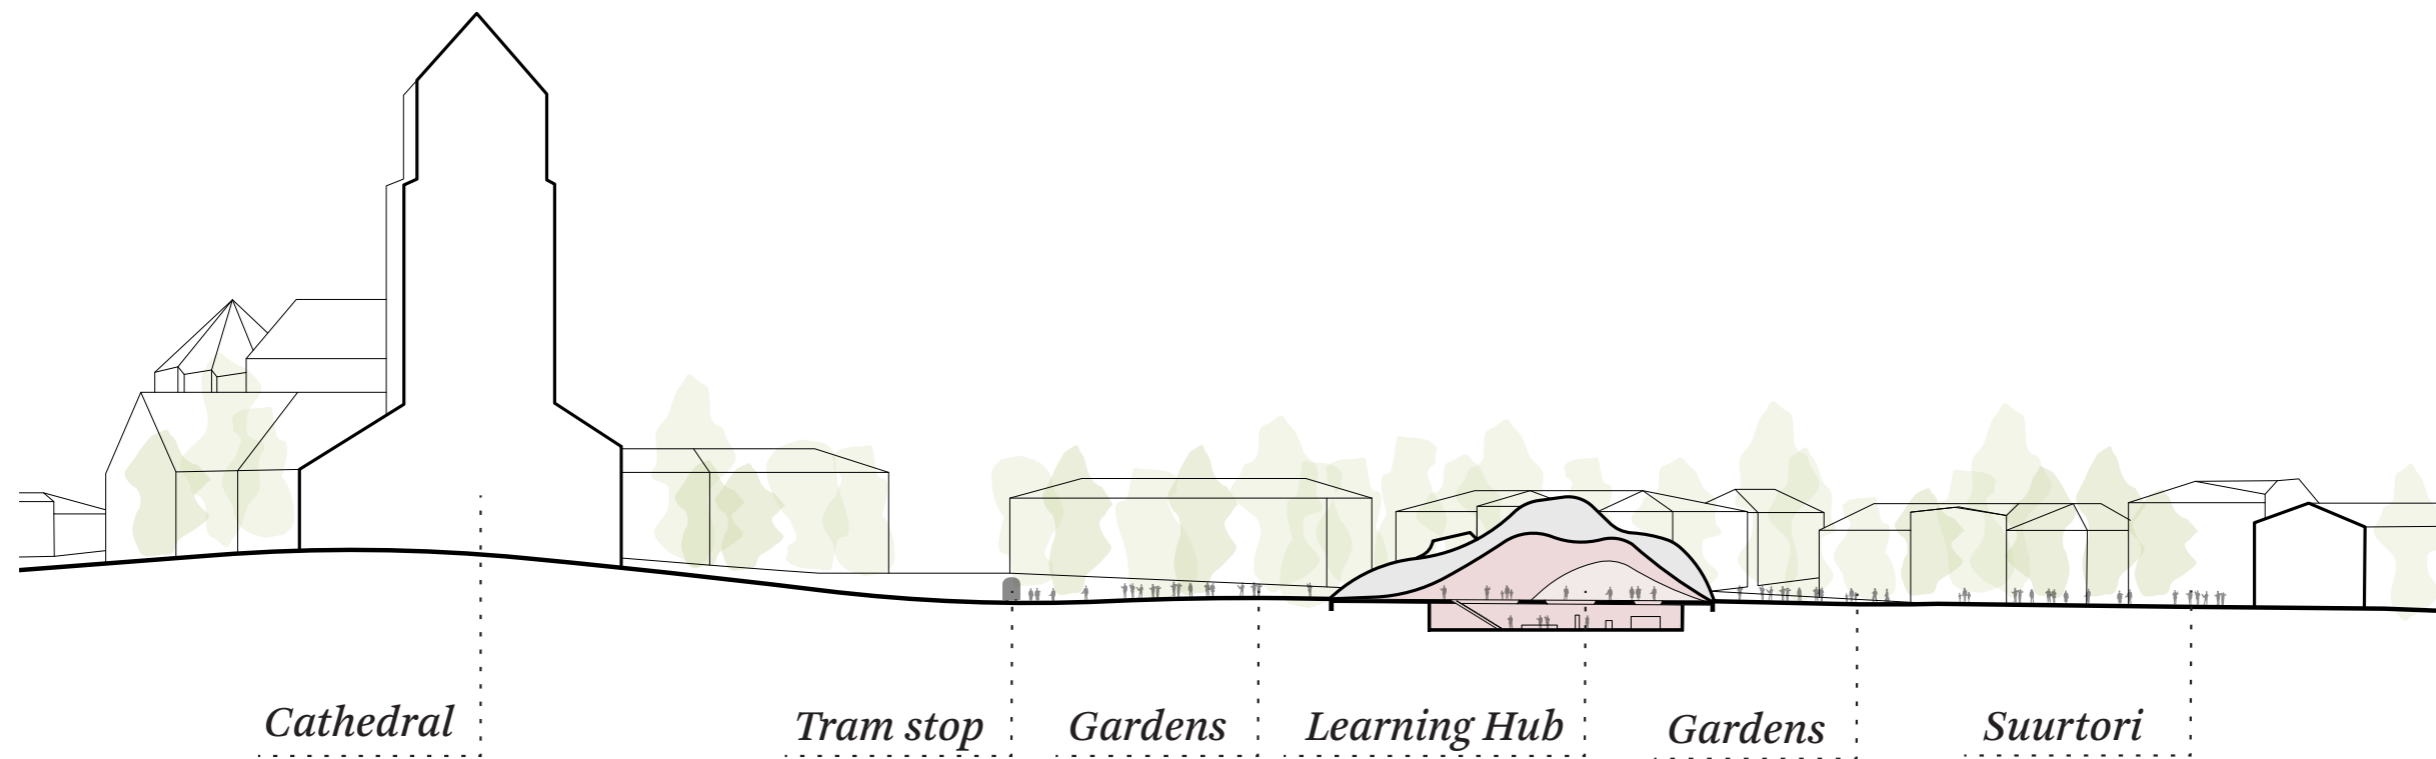 Cathedral
Tram stop
Gardens
Learning Hub
Gardens
Suurtori